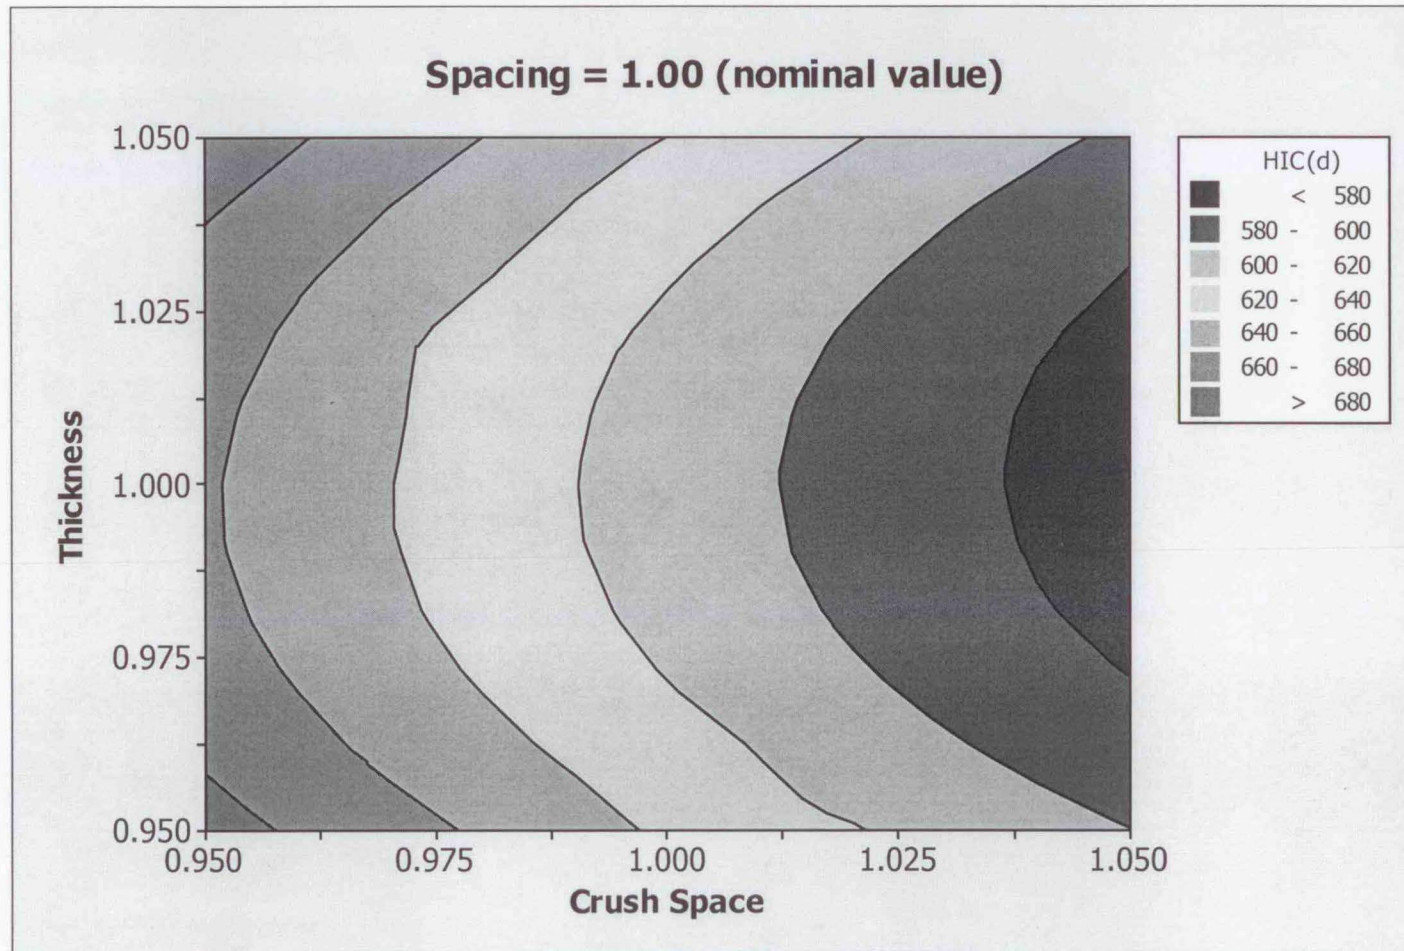 Spacing = 1.00 (nominal value)
1.050
1.025
1.000
0.975
0.950
Thickness
0.950
0.975
1.000
1.025
1.050
Crush Space
HIC(d)
< 580
580 - 600
600 - 620
620 - 640
640 - 660
660 - 680
> 680